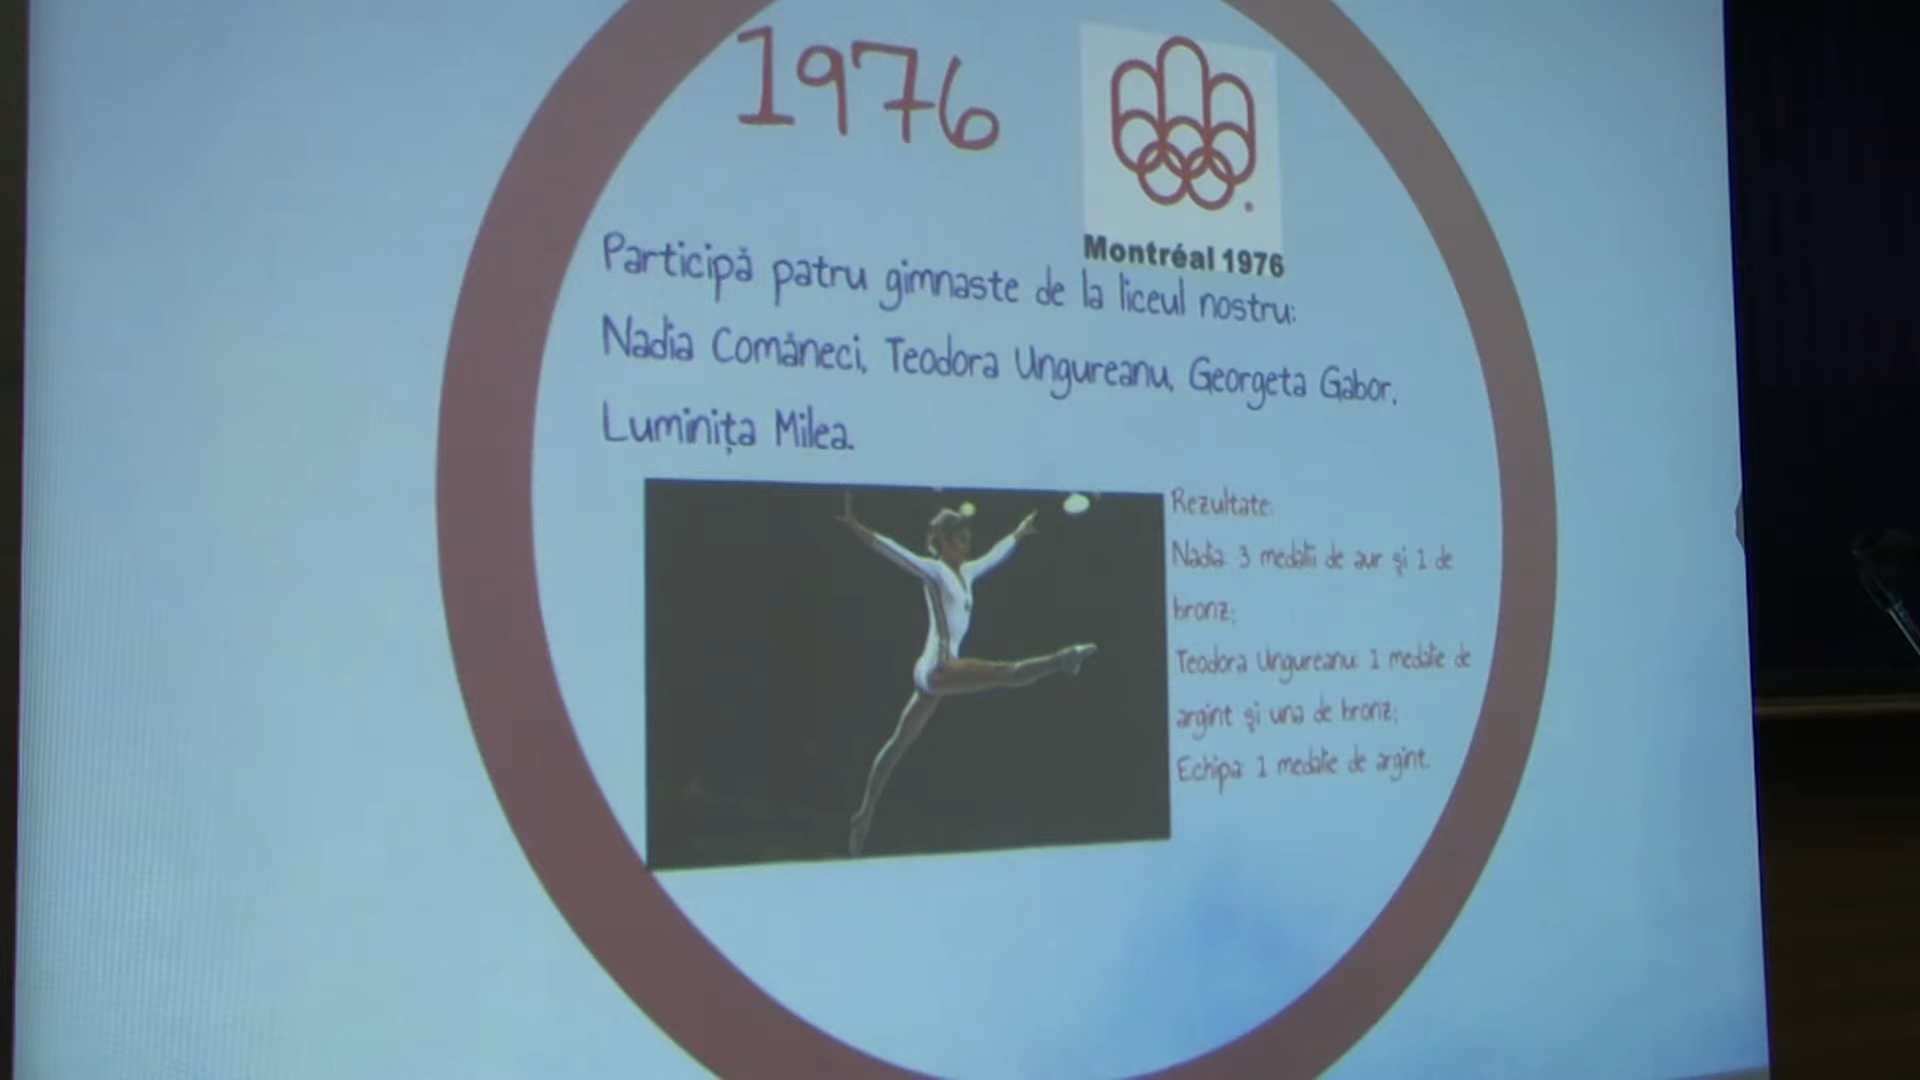 1976
Montréal 1976
Participă patru gimnaste de la liceul nostru:
Nadia Comăneci, Teodora Ungureanu, Georgeta Gabor,
Luminița Milea.
Rezultate:
Nadia: 3 medalii de aur și 1 de
bronz;
Teodora Ungureanu: 1 medalie de
argint și una de bronz;
Echipa: 1 medalie de argint.